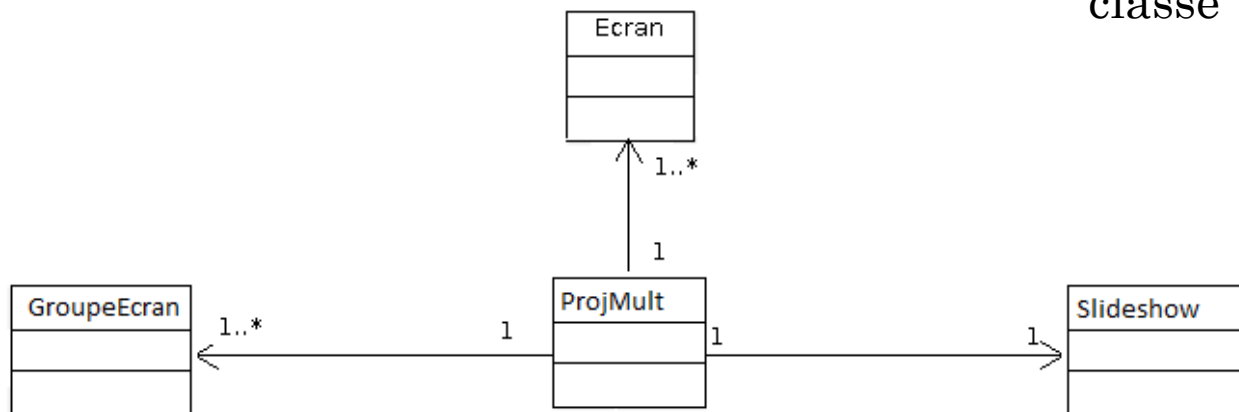 classe
Ecran
1..*
1
GroupeEcran
1..*
1
ProjMult
1
1
Slideshow